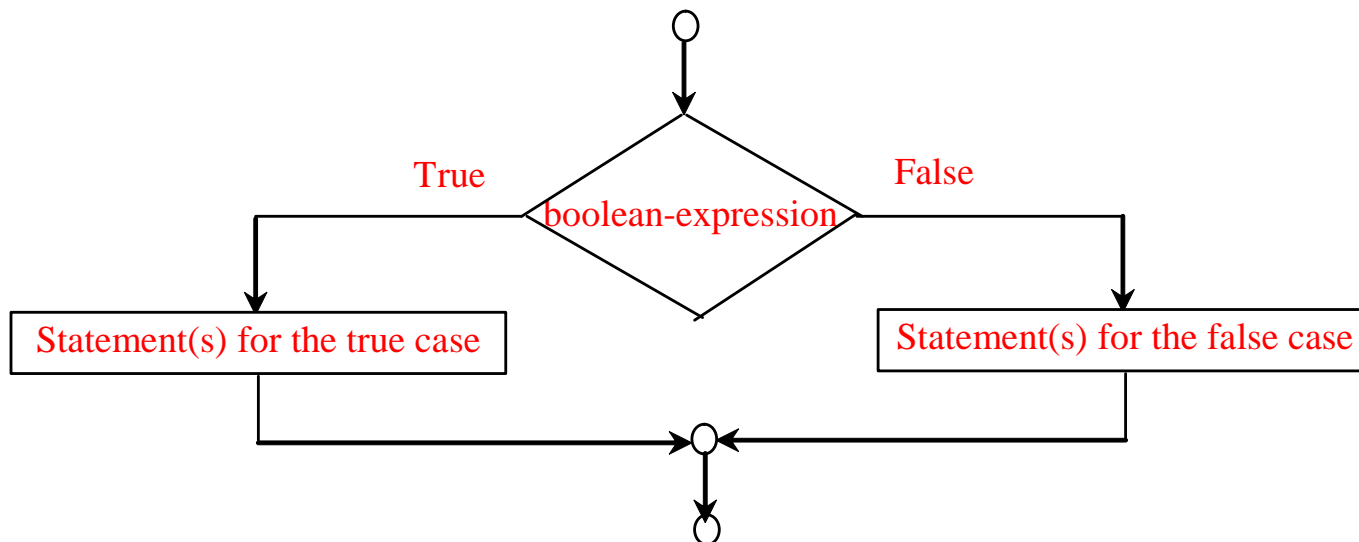 True
False
boolean-expression
Statement(s) for the true case
Statement(s) for the false case